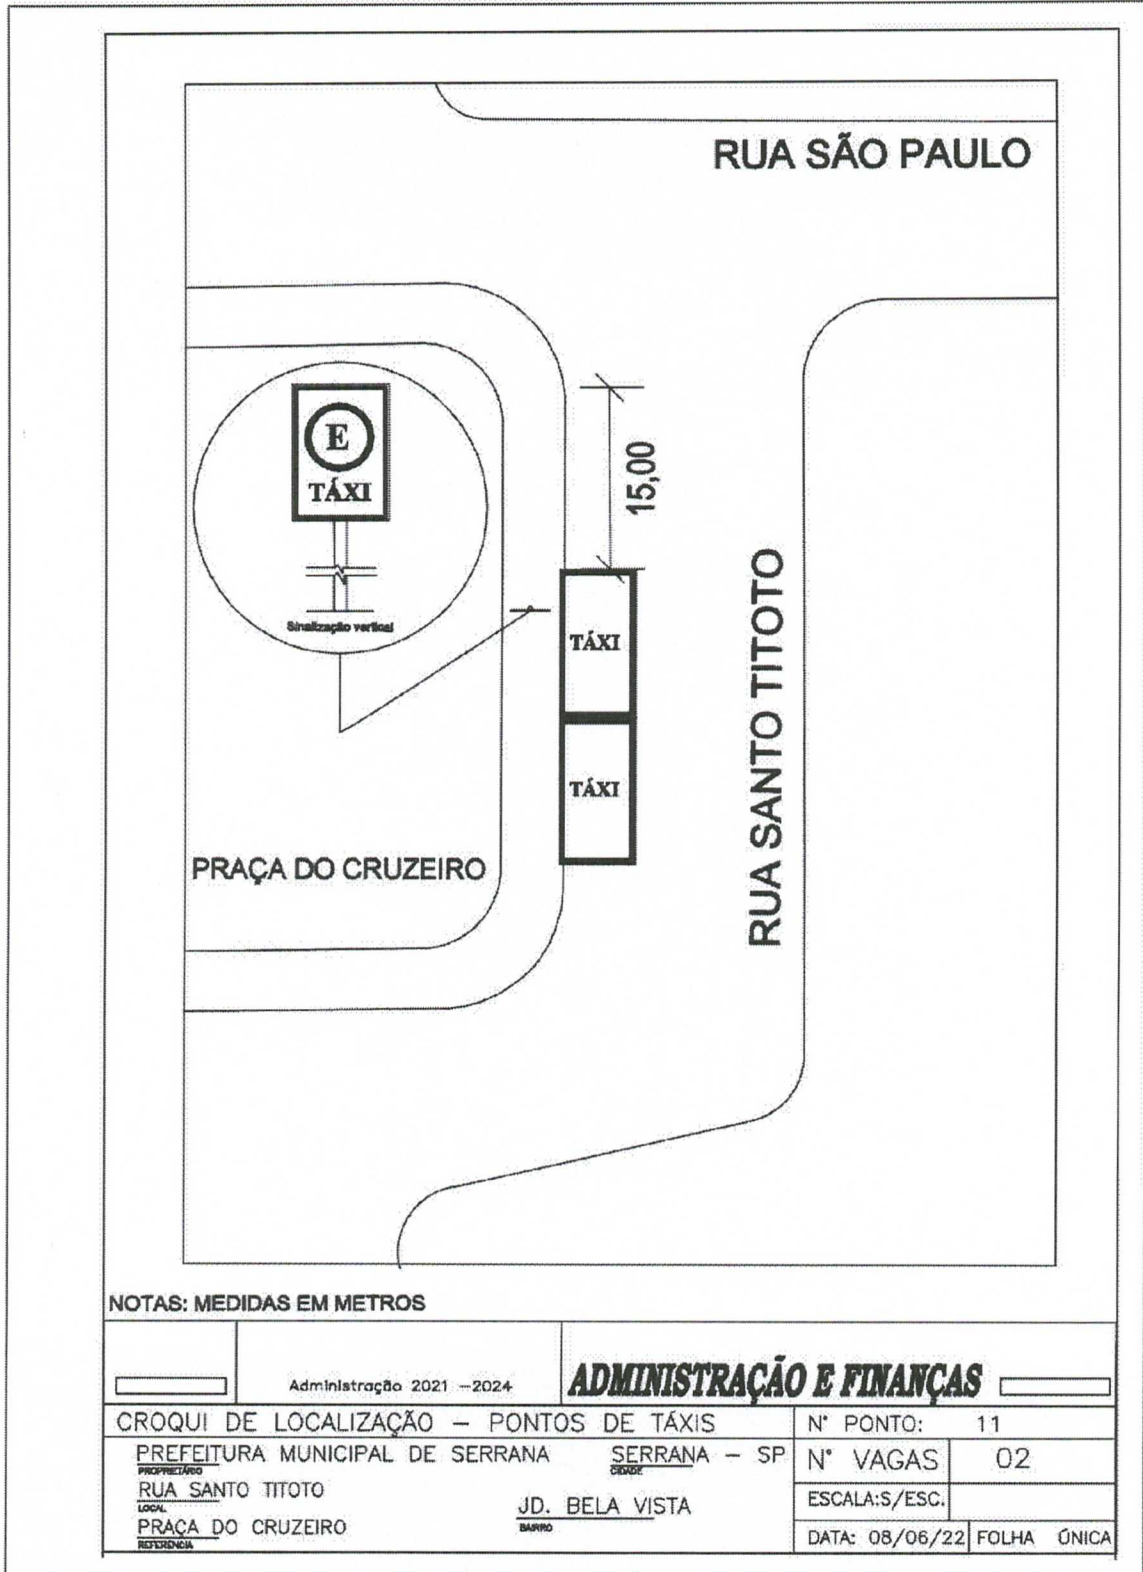 RUA SÃO PAULO
E
TÁXI
Sinalização vertical
15,00
TÁXI
TÁXI
RUA SANTO TITOTO
PRAÇA DO CRUZEIRO
NOTAS: MEDIDAS EM METROS
Administração 2021 -2024
ADMINISTRAÇÃO E FINANÇAS
CROQUI DE LOCALIZAÇÃO - PONTOS DE TÁXIS
N° PONTO: 11
PREFEITURA MUNICIPAL DE SERRANA
SERRANA - SP
PROPRIETÁRIO
CIDADE
N° VAGAS 02
RUA SANTO TITOTO
LOCAL
JD. BELA VISTA
BAIRRO
ESCALA:S/ESC.
PRAÇA DO CRUZEIRO
REFERÊNCIA
DATA: 08/06/22
FOLHA ÚNICA